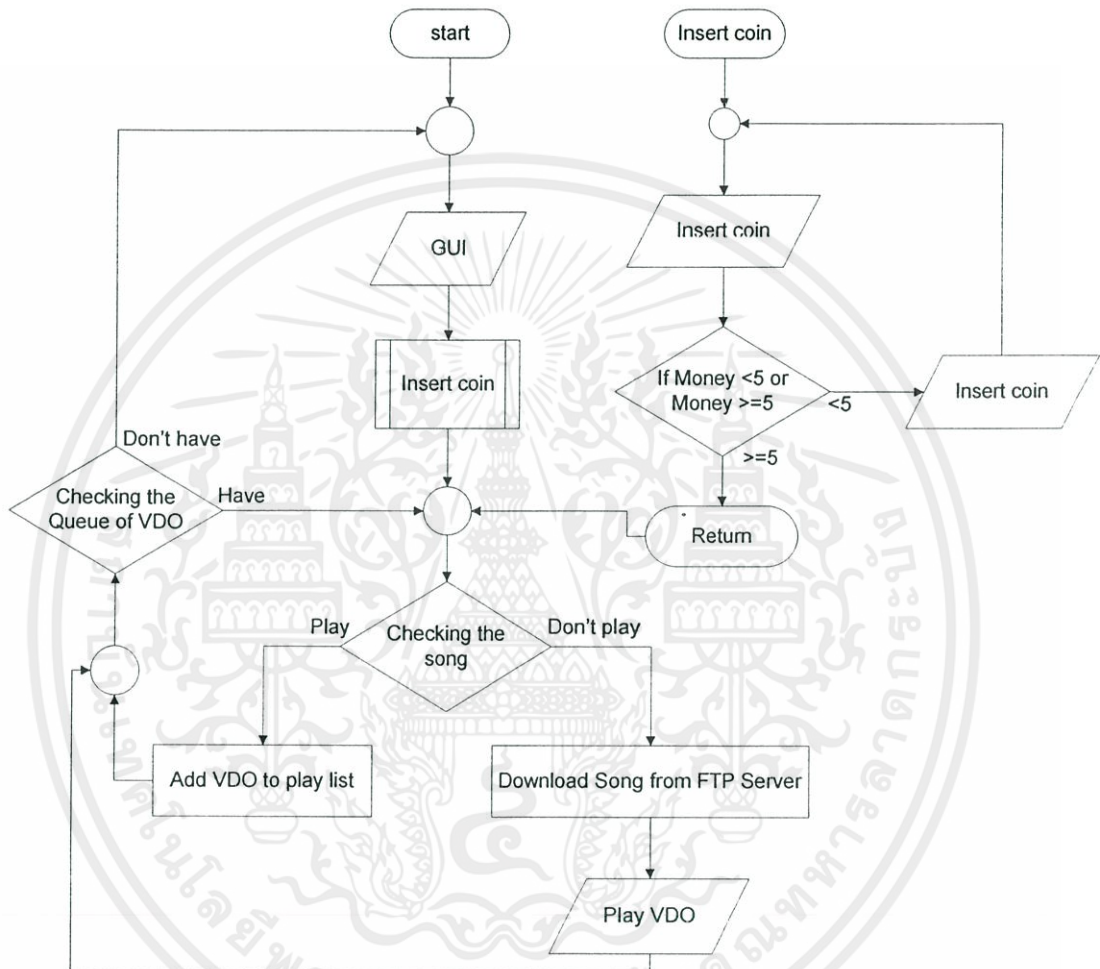 start
Insert coin
GUI
Insert coin
Insert coin
If Money <5 or
Money >=5
<5
Insert coin
>=5
Don't have
Checking the
Queue of VDO
Have
Return
Play
Checking the
song
Don't play
Add VDO to play list
Download Song from FTP Server
Play VDO